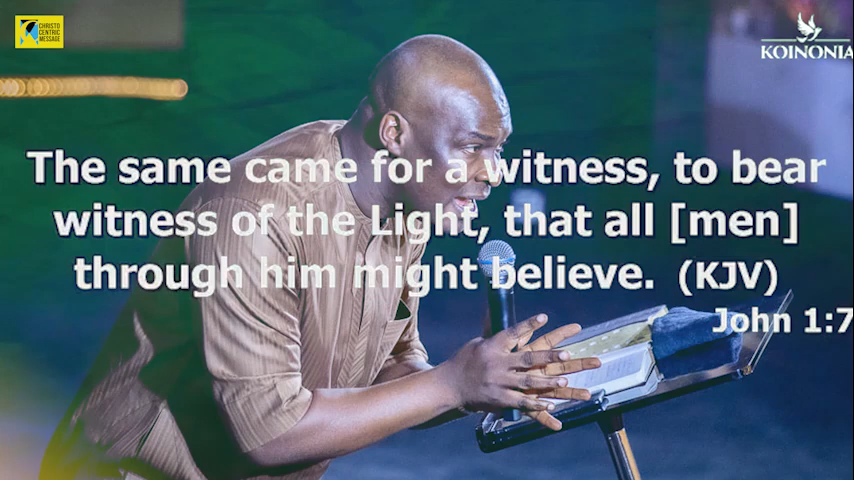 CHRISTO
CENTRIC
MESSAGE
KOINONIA
The same came for a witness, to bear
witness of the Light, that all [men]
through him might believe. (KJV)
John 1:7